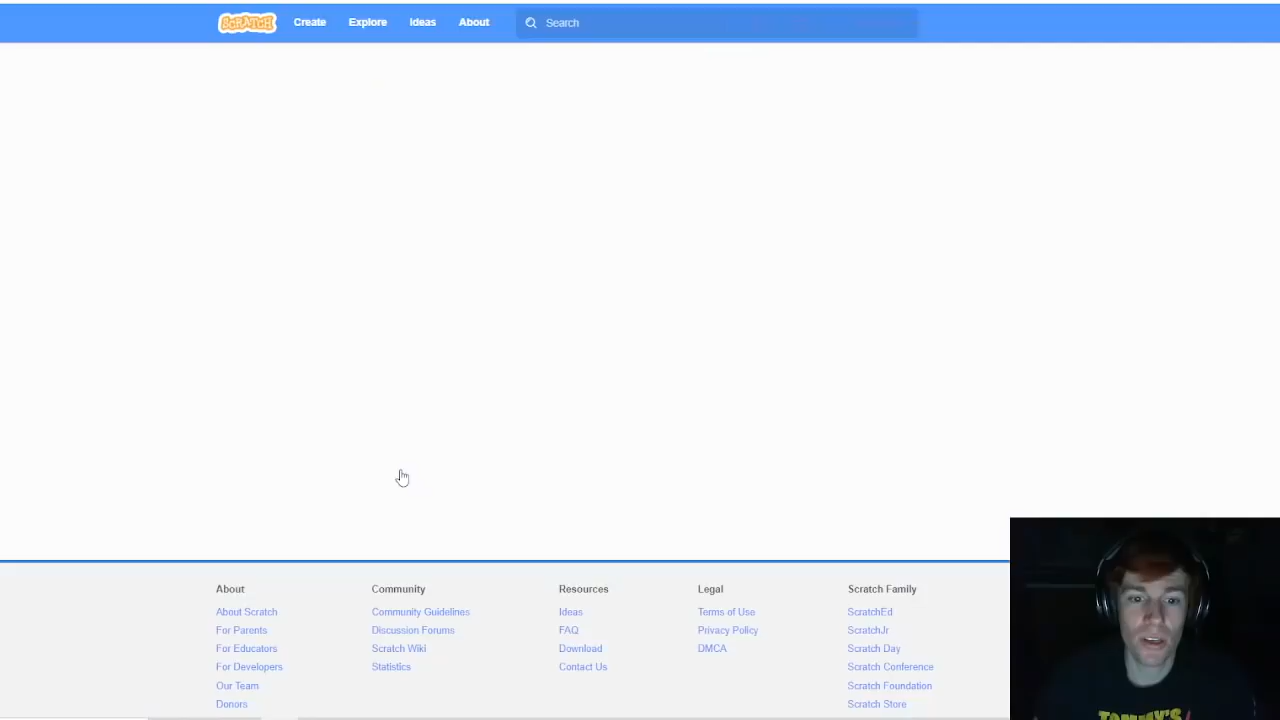 SCRATCH Create Explore Ideas About Search
About Community Resources Legal Scratch Family
About Scratch Community Guidelines Ideas Terms of Use ScratchEd
For Parents Discussion Forums FAQ Privacy Policy ScratchJr
For Educators Scratch Wiki Download DMCA Scratch Day
For Developers Statistics Contact Us Scratch Conference
Our Team Scratch Foundation
Donors Scratch Store
TOMMY'S